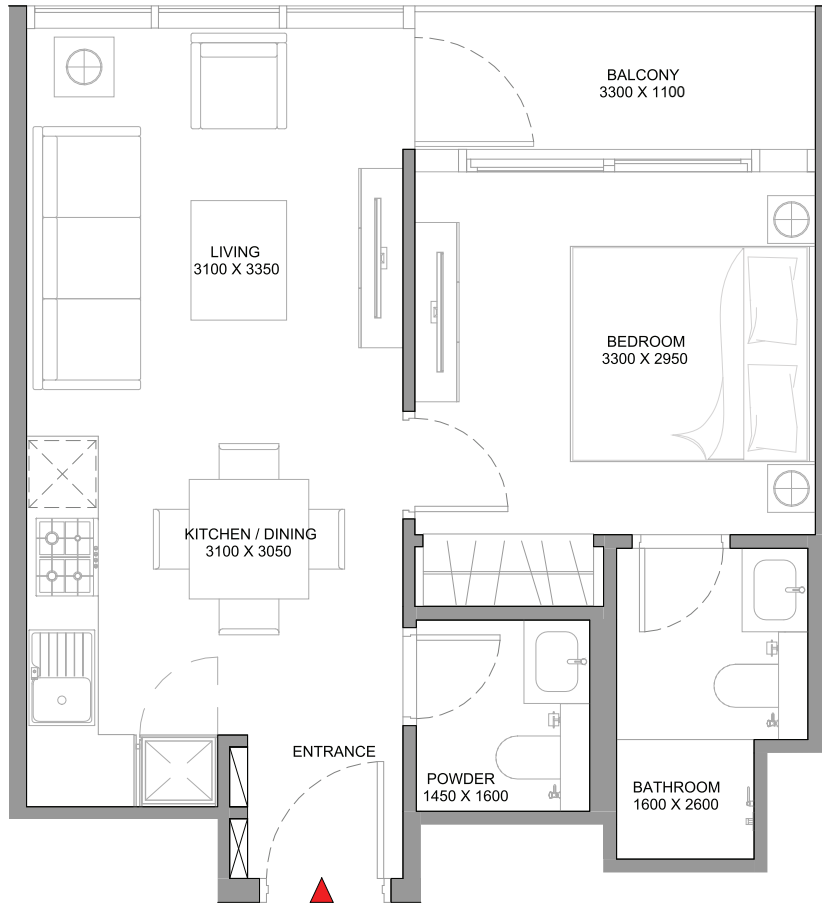 BALCONY
3300 X 1100
LIVING
3100 X 3350
BEDROOM
3300 X 2950
KITCHEN / DINING
3100 X 3050
ENTRANCE
POWDER
1450 X 1600
BATHROOM
1600 X 2600